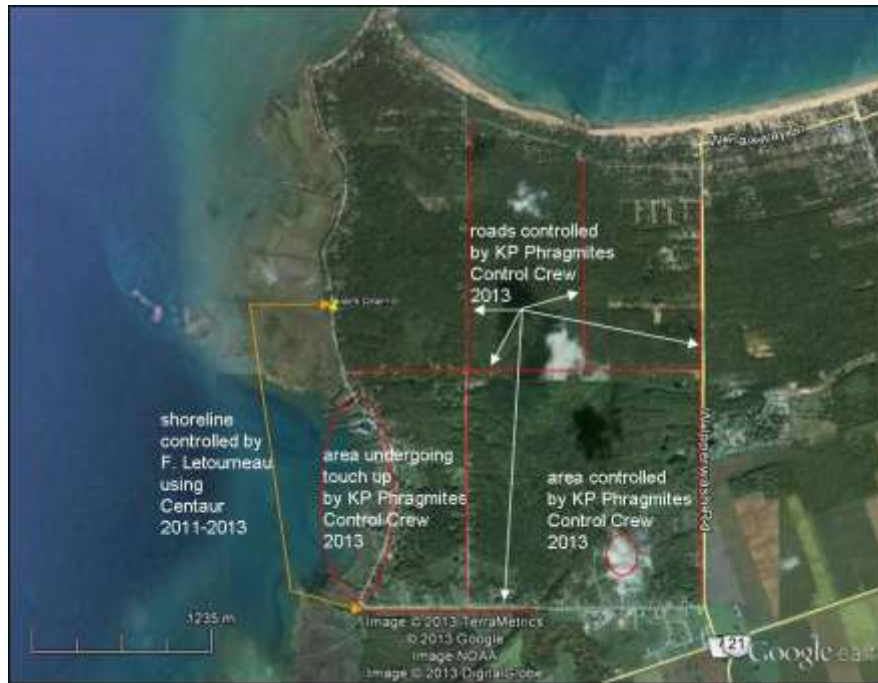 roads controlled
by KP Phragmites
Control Crew
2013
shoreline
controlled by
F. Letourneau
using
Centaur
2011-2013
area undergoing
touch up
by KP Phragmites
Control Crew
2013
area controlled
by KP Phragmites
Control Crew
2013
1235 m
Image © 2013 TerraMetrics
© 2013 Google
Image NOAA
Image © 2013 DigitalGlobe
121
Google earth